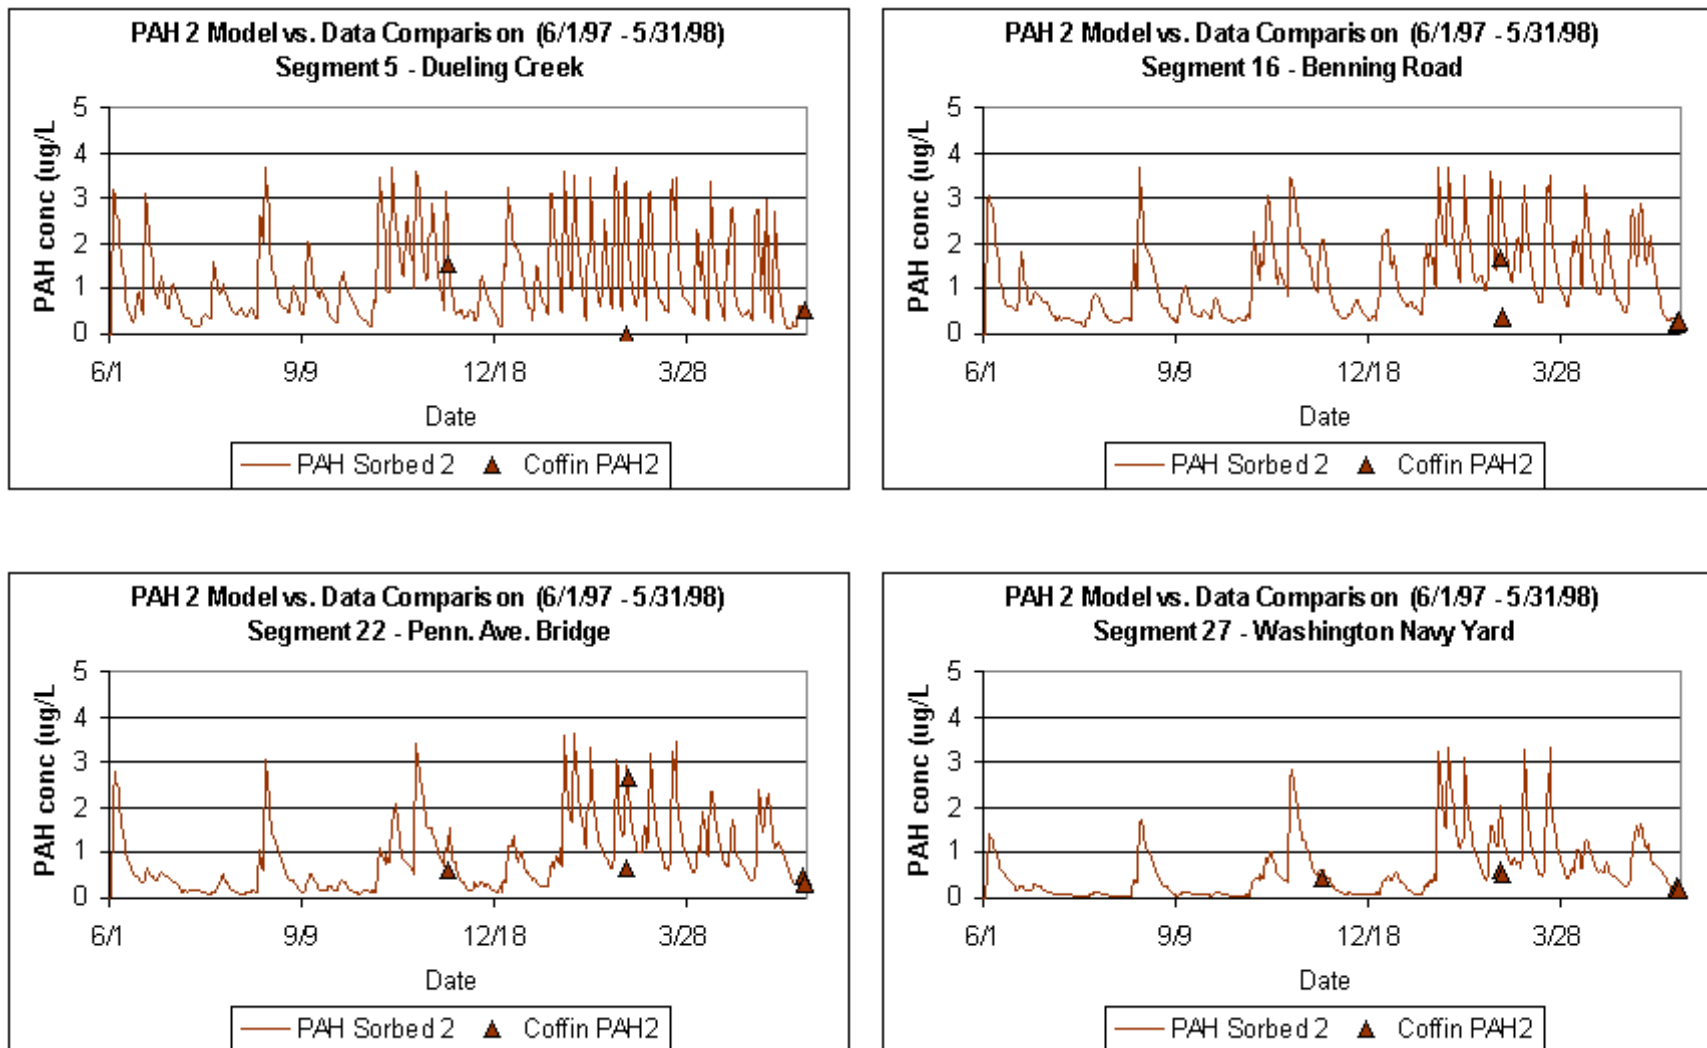 PAH 2 Model vs. Data Comparison (6/1/97 - 5/31/98)
Segment 5 - Dueling Creek
PAH conc (ug/L
5
4
3
2
1
0
6/1 9/9 12/18 3/28
Date
PAH Sorbed 2 Coffin PAH2
PAH 2 Model vs. Data Comparison (6/1/97 - 5/31/98)
Segment 16 - Benning Road
PAH conc (ug/L
5
4
3
2
1
0
6/1 9/9 12/18 3/28
Date
PAH Sorbed 2 Coffin PAH2
PAH 2 Model vs. Data Comparison (6/1/97 - 5/31/98)
Segment 22 - Penn. Ave. Bridge
PAH conc (ug/L
5
4
3
2
1
0
6/1 9/9 12/18 3/28
Date
PAH Sorbed 2 Coffin PAH2
PAH 2 Model vs. Data Comparison (6/1/97 - 5/31/98)
Segment 27 - Washington Navy Yard
PAH conc (ug/L
5
4
3
2
1
0
6/1 9/9 12/18 3/28
Date
PAH Sorbed 2 Coffin PAH2